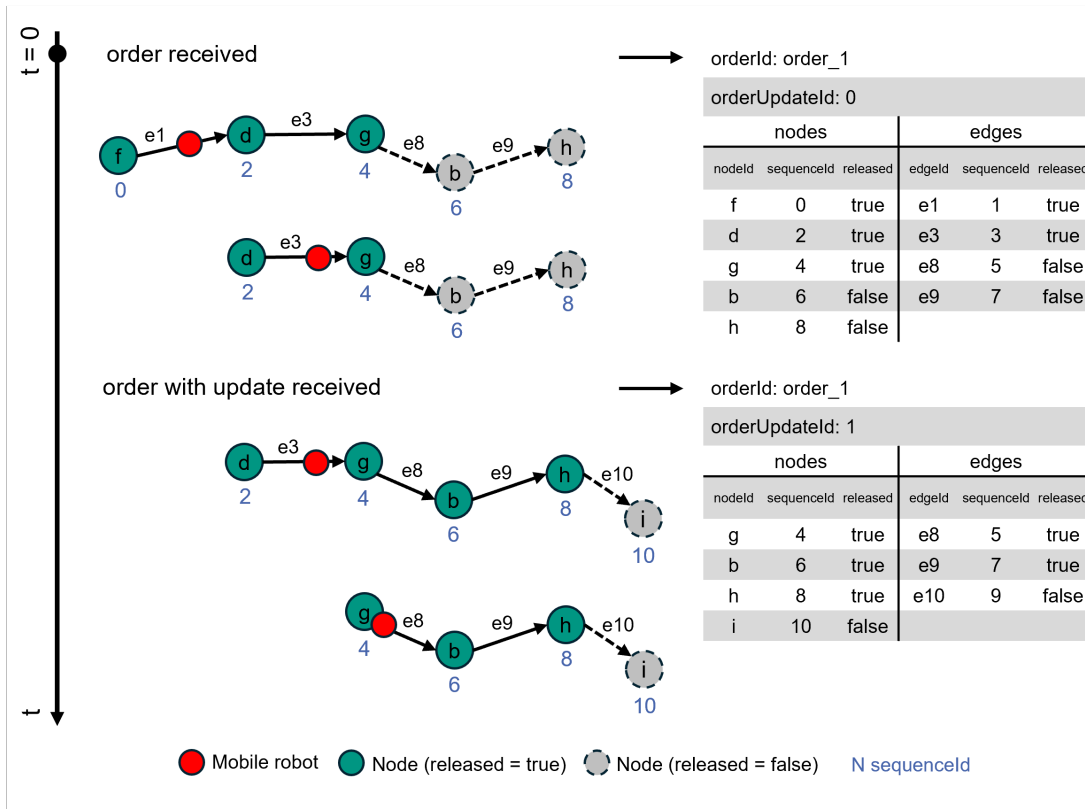 t = 0
order received
orderId: order_1
orderUpdateId: 0
nodes edges
nodeId sequenceId released edgeId sequenceId released
f 0 true e1 1 true
d 2 true e3 3 true
g 4 true e8 5 false
b 6 false e9 7 false
h 8 false
f e1 d e3 g e8 b e9 h
0 2 4 6 8
d e3 g e8 b e9 h
2 4 6 8
order with update received
orderId: order_1
orderUpdateId: 1
nodes edges
nodeId sequenceId released edgeId sequenceId released
g 4 true e8 5 true
b 6 true e9 7 true
h 8 true e10 9 false
i 10 false
d e3 g e8 b e9 h e10 i
2 4 6 8 10
g e8 b e9 h e10 i
4 6 8 10
t
Mobile robot
Node (released = true)
Node (released = false)
N sequenceId